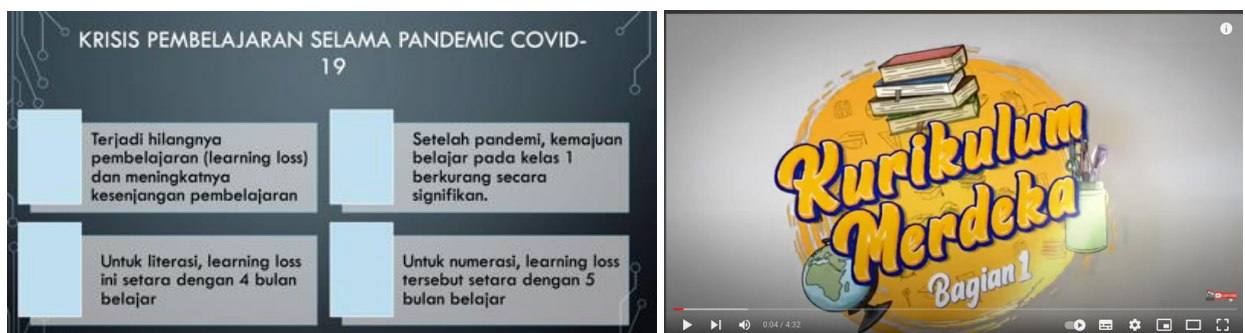 KRISIS PEMBELAJARAN SELAMA PANDEMIC COVID-
19
Terjadi hilangnya
pembelajaran (learning loss)
dan meningkatnya
kesenjangan pembelajaran
Setelah pandemi, kemajuan
belajar pada kelas 1
berkurang secara
signifikan.
Untuk literasi, learning loss
ini setara dengan 4 bulan
belajar
Untuk numerasi, learning loss
tersebut setara dengan 5
bulan belajar
Kurikulum
Merdeka
Bagian 1
0:04 / 4:32